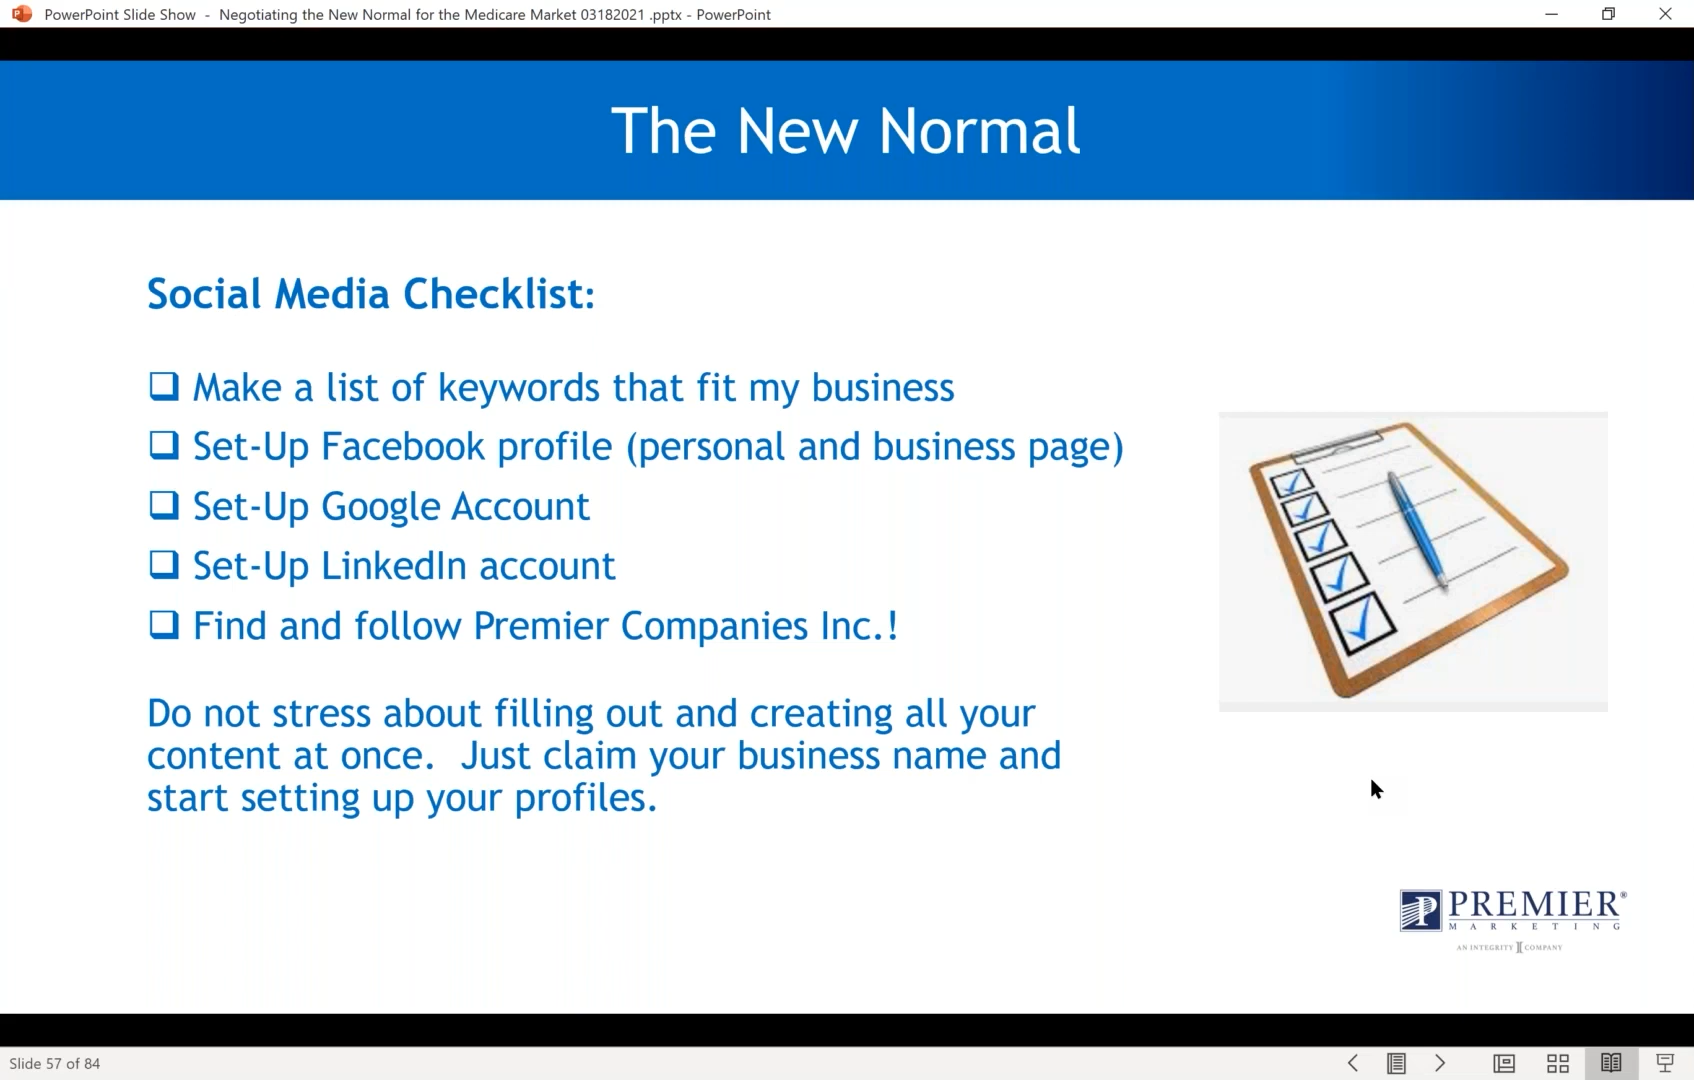 PowerPoint Slide Show - Negotiating the New Normal for the Medicare Market 03182021 .pptx - PowerPoint
The New Normal
Social Media Checklist:
❑ Make a list of keywords that fit my business
❑ Set-Up Facebook profile (personal and business page)
❑ Set-Up Google Account
❑ Set-Up LinkedIn account
❑ Find and follow Premier Companies Inc.!
Do not stress about filling out and creating all your
content at once.  Just claim your business name and
start setting up your profiles.
PREMIER®
MARKETING
AN INTEGRITY COMPANY
Slide 57 of 84